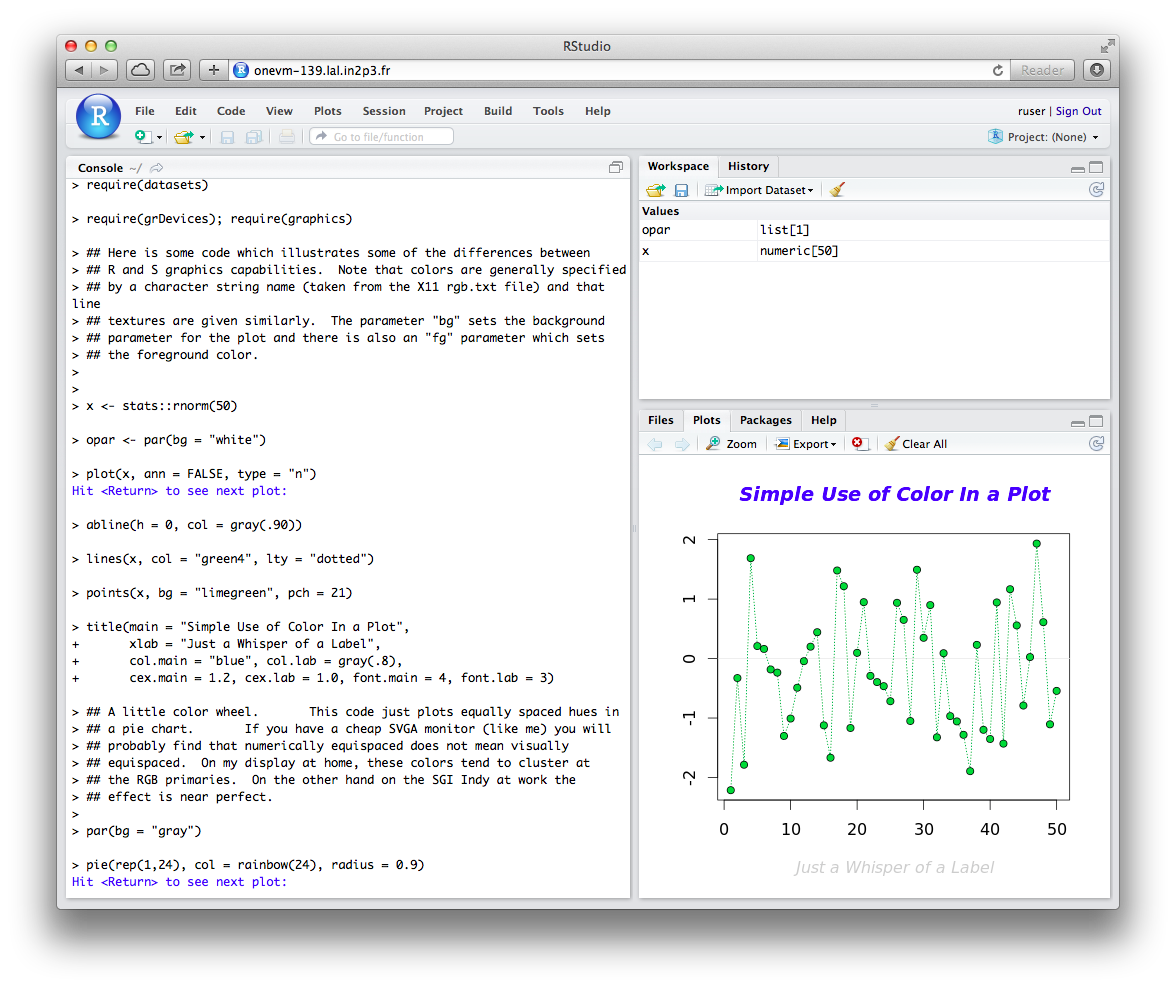 RStudio
onevm-139.lal.in2p3.fr
Reader
R
File Edit Code View Plots Session Project Build Tools Help
ruser | Sign Out
Go to file/function
R Project: (None)
Console ~/
> require(datasets)
> require(grDevices); require(graphics)
> ## Here is some code which illustrates some of the differences between
> ## R and S graphics capabilities.  Note that colors are generally specified
> ## by a character string name (taken from the X11 rgb.txt file) and that
line
> ## textures are given similarly.  The parameter "bg" sets the background
> ## parameter for the plot and there is also an "fg" parameter which sets
> ## the foreground color.
>
>
> x <- stats::rnorm(50)
> opar <- par(bg = "white")
> plot(x, ann = FALSE, type = "n")
Hit <Return> to see next plot:
> abline(h = 0, col = gray(.90))
> lines(x, col = "green4", lty = "dotted")
> points(x, bg = "limegreen", pch = 21)
> title(main = "Simple Use of Color In a Plot",
+       xlab = "Just a Whisper of a Label",
+       col.main = "blue", col.lab = gray(.8),
+       cex.main = 1.2, cex.lab = 1.0, font.main = 4, font.lab = 3)
> ## A little color wheel.       This code just plots equally spaced hues in
> ## a pie chart.       If you have a cheap SVGA monitor (like me) you will
> ## probably find that numerically equispaced does not mean visually
> ## equispaced.  On my display at home, these colors tend to cluster at
> ## the RGB primaries.  On the other hand on the SGI Indy at work the
> ## effect is near perfect.
>
> par(bg = "gray")
> pie(rep(1,24), col = rainbow(24), radius = 0.9)
Hit <Return> to see next plot:
Workspace History
Import Dataset
Values
opar list[1]
x numeric[50]
Files Plots Packages Help
Zoom Export Clear All
Simple Use of Color In a Plot
2
1
0
-1
-2
0 10 20 30 40 50
Just a Whisper of a Label